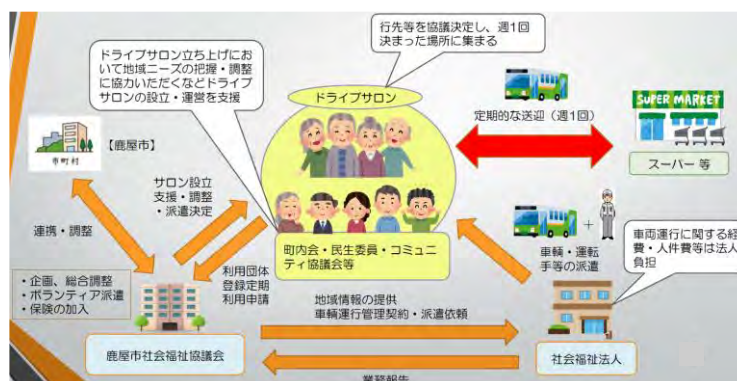 行先等を協議決定し、週1回
決まった場所に集まる
ドライブサロン立ち上げにおい
て地域ニーズの把握・調整
に協力いただくなどドライブ
サロンの設立・運営を支援
ドライブサロン
定期的な送迎（週1回）
SUPER MARKET
スーパー 等
市町村
【鹿屋市】
サロン設立
支援・調整
・派遣決定
連携・調整
町内会・民生委員・コミュニ
ティ協議会等
車輌・運転
手等の派遣
車両運行に関する経
費・人件費等は法人
負担
・企画、総合調整
・ボランティア派遣
・保険の加入
利用団体
登録定期
利用申請
地域情報の提供
車輌運行管理契約・派遣依頼
鹿屋市社会福祉協議会
社会福祉法人
業務報告